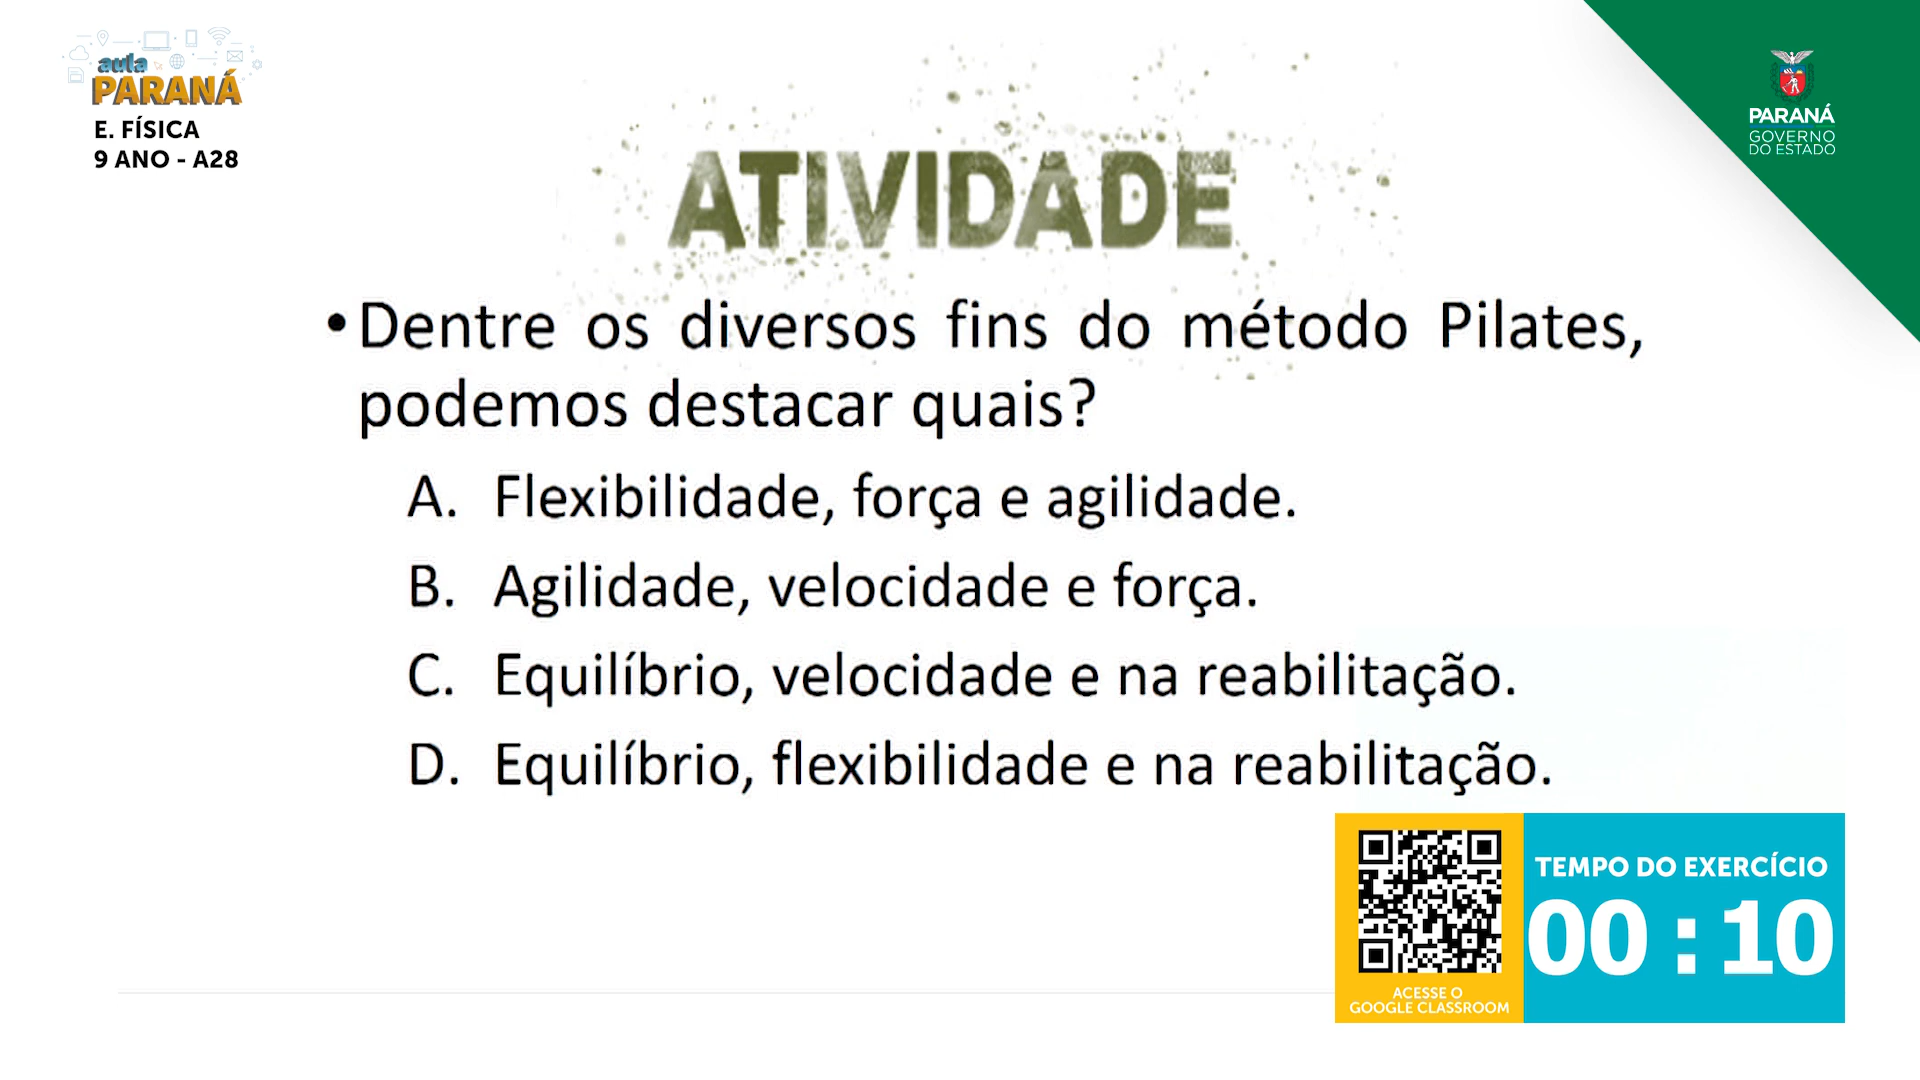 aula
PARANÁ
E. FÍSICA
9 ANO - A28
PARANÁ
GOVERNO
DO ESTADO
ATIVIDADE
•Dentre os diversos fins do método Pilates,
podemos destacar quais?
A. Flexibilidade, força e agilidade.
B. Agilidade, velocidade e força.
C. Equilíbrio, velocidade e na reabilitação.
D. Equilíbrio, flexibilidade e na reabilitação.
ACESSE O
GOOGLE CLASSROOM
TEMPO DO EXERCÍCIO
00 : 10